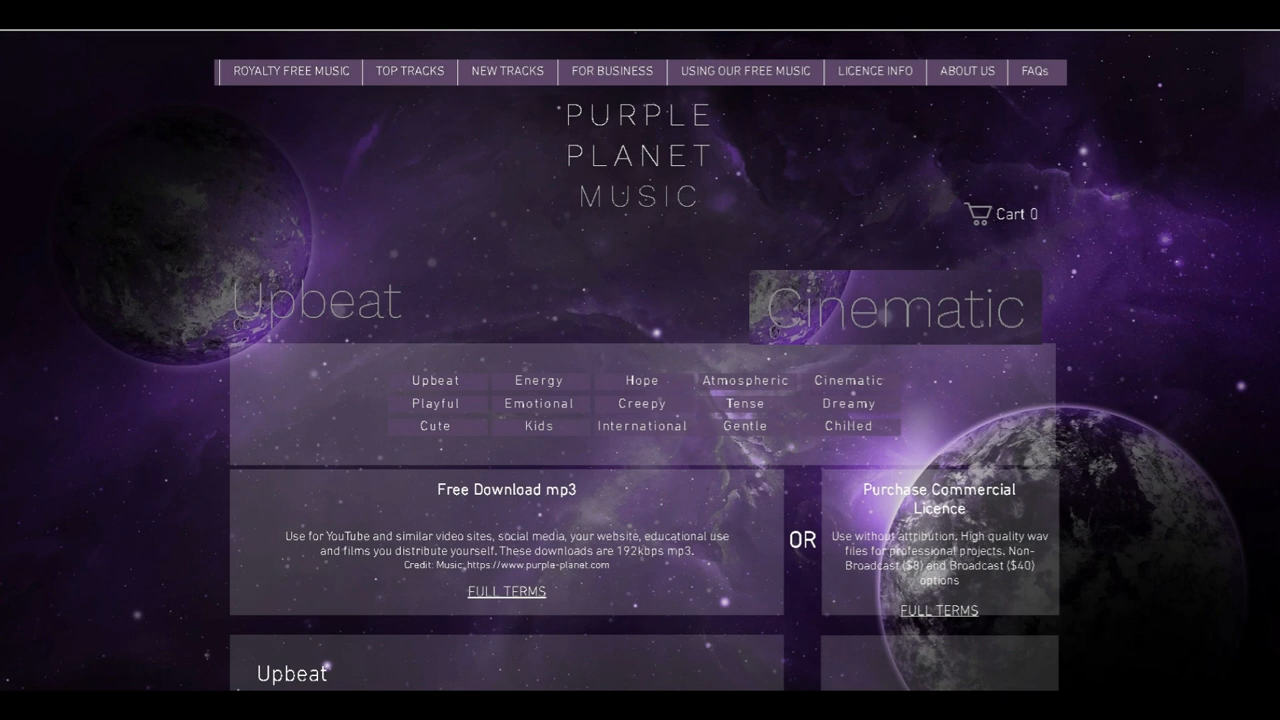 ROYALTY FREE MUSIC TOP TRACKS NEW TRACKS FOR BUSINESS USING OUR FREE MUSIC LICENCE INFO ABOUT US FAQs
PURPLE
PLANET
MUSIC
Cart 0
Upbeat Cinematic
Upbeat Energy Hope Atmospheric Cinematic
Playful Emotional Creepy Tense Dreamy
Cute Kids International Gentle Chilled
Free Download mp3
Use for YouTube and similar video sites, social media, your website, educational use
and films you distribute yourself. These downloads are 192kbps mp3.
Credit: Music: https://www.purple-planet.com
FULL TERMS
OR
Purchase Commercial
Licence
Use without attribution. High quality wav
files for professional projects. Non-
Broadcast ($8) and Broadcast ($40)
options
FULL TERMS
Upbeat